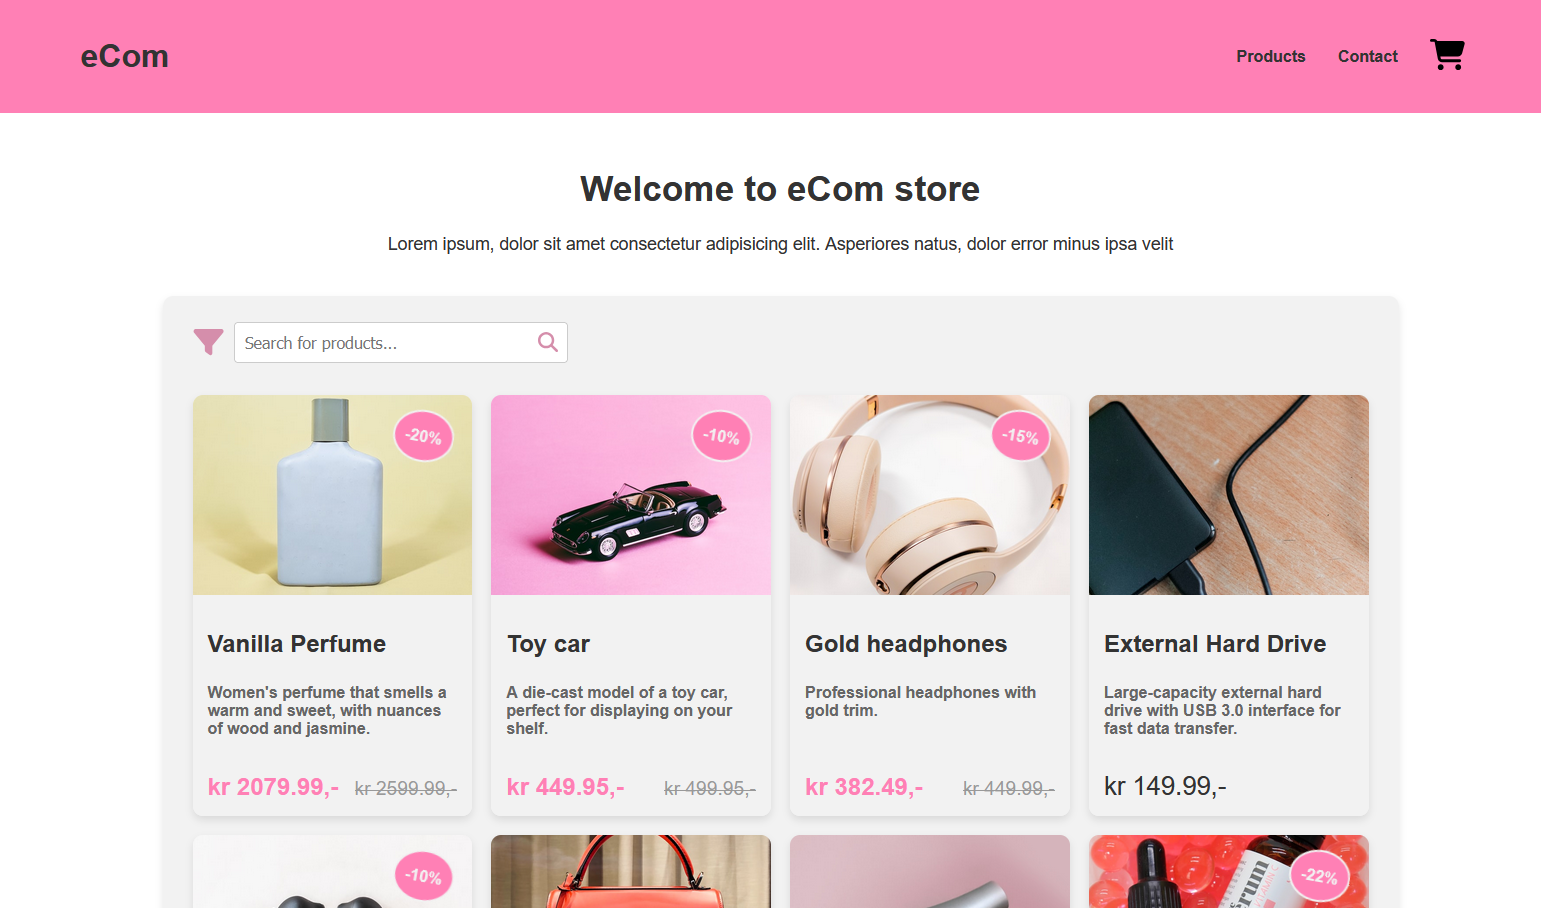 eCom
Products
Contact
Welcome to eCom store
Lorem ipsum, dolor sit amet consectetur adipisicing elit. Asperiores natus, dolor error minus ipsa velit
Search for products...
-20%
Vanilla Perfume
Women's perfume that smells a
warm and sweet, with nuances
of wood and jasmine.
kr 2079.99,- kr 2599.99,-
-10%
Toy car
A die-cast model of a toy car,
perfect for displaying on your
shelf.
kr 449.95,- kr 499.95,-
-15%
Gold headphones
Professional headphones with
gold trim.
kr 382.49,- kr 449.99,-
External Hard Drive
Large-capacity external hard
drive with USB 3.0 interface for
fast data transfer.
kr 149.99,-
-10%
-22%